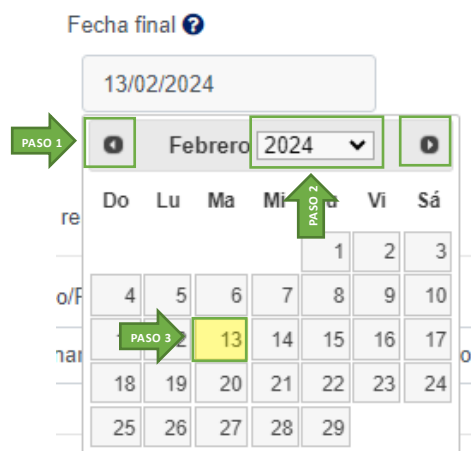 Fecha final ?
13/02/2024
PASO 1
Febrero 2024
PASO 2
Do Lu Ma Vi Sá
re
1 2 3
o/F 4 5 6 7 8 9 10
PASO 3 13 14 15 16 17
nar
18 19 20 21 22 23 24
25 26 27 28 29